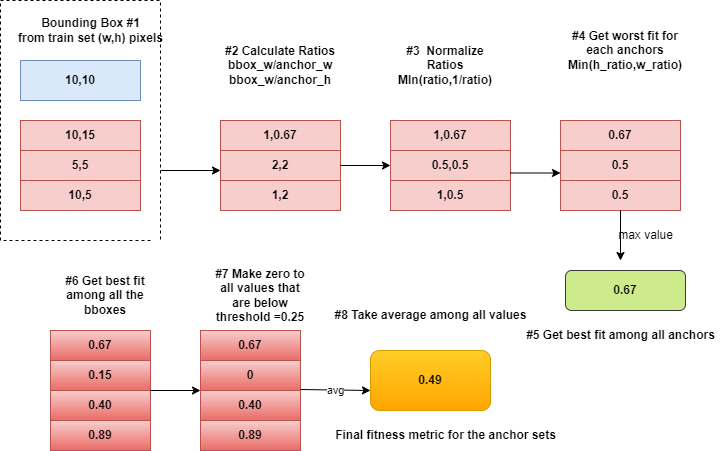 Bounding Box #1
from train set (w,h) pixels
10,10
10,15
5,5
10,5
#2 Calculate Ratios
bbox_w/anchor_w
bbox_w/anchor_h
1,0.67
2,2
1,2
#3 Normalize
Ratios
MIn(ratio,1/ratio)
1,0.67
0.5,0.5
1,0.5
#4 Get worst fit for
each anchors
Min(h_ratio,w_ratio)
0.67
0.5
0.5
max value
0.67
#5 Get best fit among all anchors
#6 Get best fit
among all the
bboxes
0.67
0.15
0.40
0.89
#7 Make zero to
all values that
are below
threshold =0.25
0.67
0
0.40
0.89
avg
#8 Take average among all values
0.49
Final fitness metric for the anchor sets